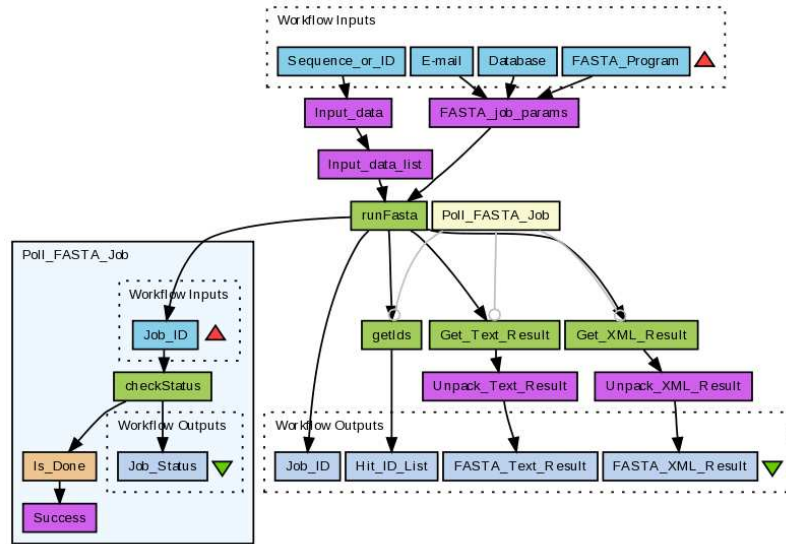 Workflow Inputs
Sequence_or_ID
E-mail
Database
FASTA_Program
Input_data
FASTA_job_params
Input_data_list
runFasta
Poll_FASTA_Job
Poll_FASTA_Job
Workflow Inputs
Job_ID
getIds
Get_Text_Result
Get_XML_Result
checkStatus
Unpack_Text_Result
Unpack_XML_Result
Workflow Outputs
Workflow Outputs
Is_Done
Job_Status
Job_ID
Hit_ID_List
FASTA_Text_Result
FASTA_XML_Result
Success